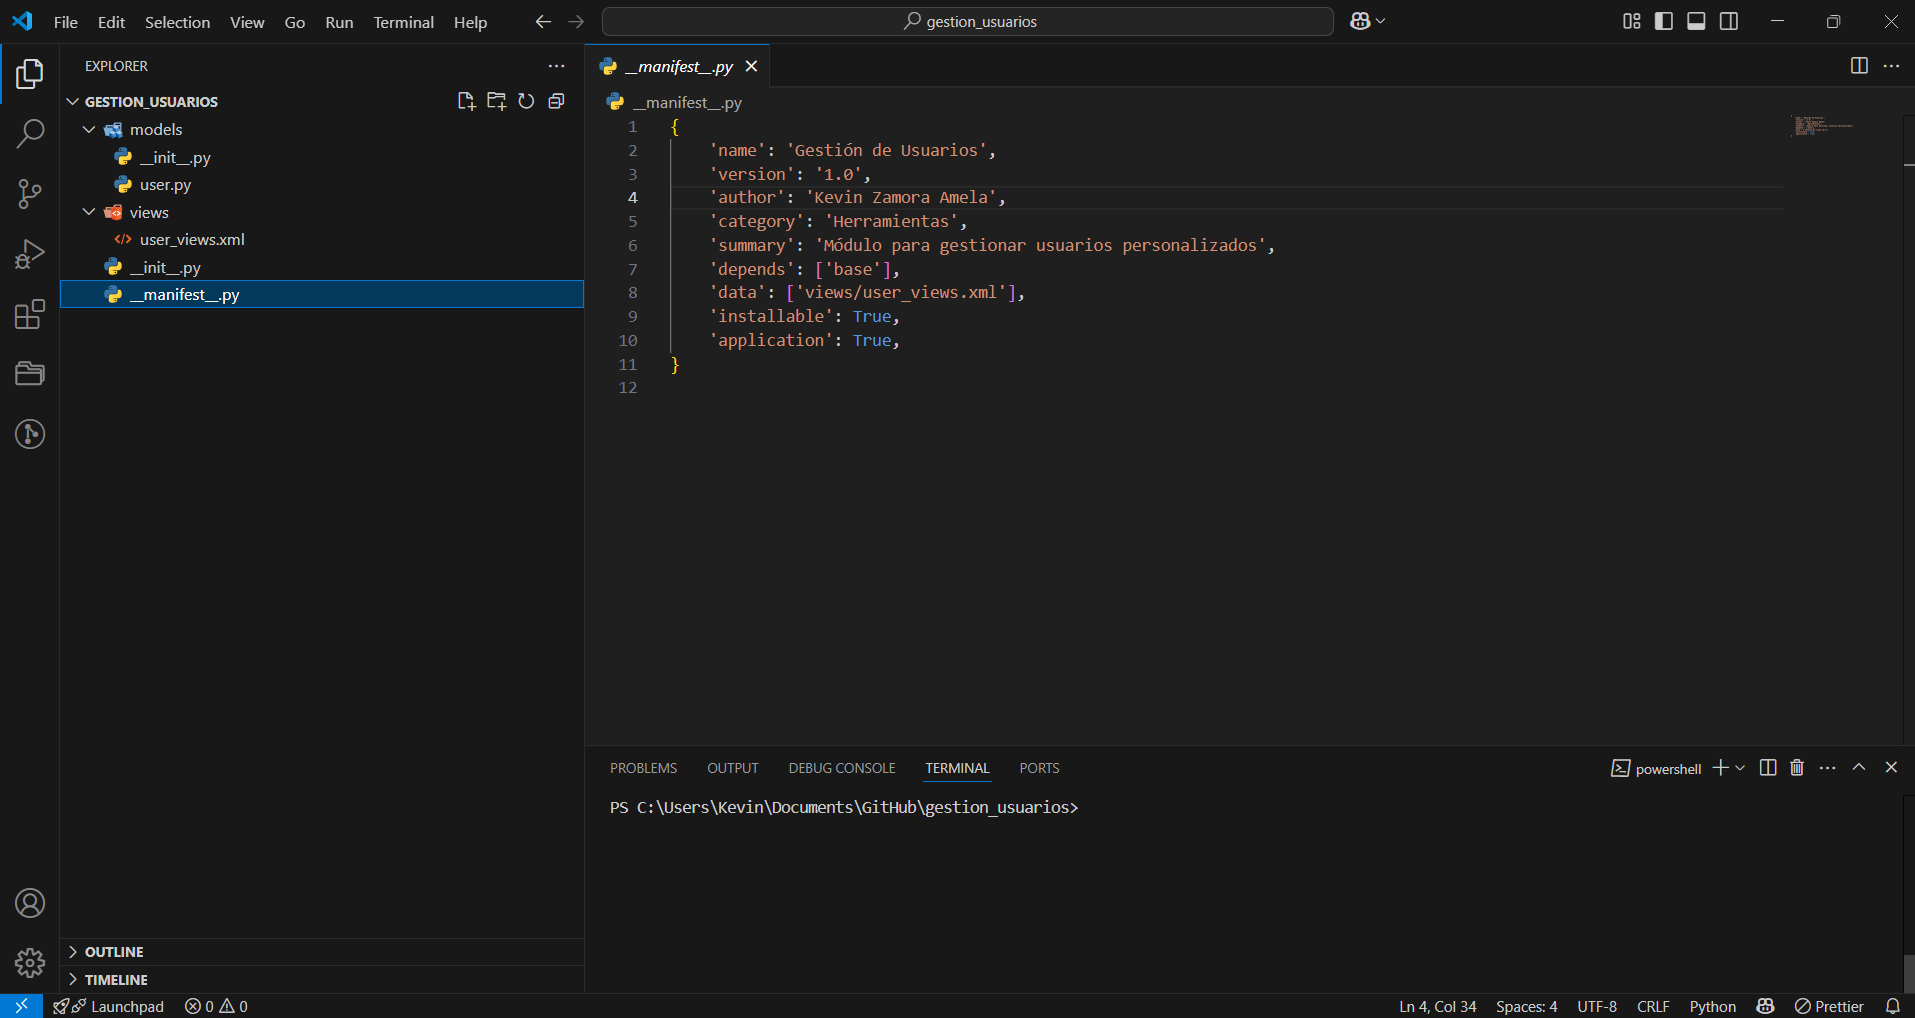 File Edit Selection View Go Run Terminal Help
gestion_usuarios
EXPLORER
GESTION_USUARIOS
models
__init__.py
user.py
views
user_views.xml
__init__.py
__manifest__.py
OUTLINE
TIMELINE
__manifest__.py
__manifest__.py
1 {
2 'name': 'Gestión de Usuarios',
3 'version': '1.0',
4 'author': 'Kevin Zamora Amela',
5 'category': 'Herramientas',
6 'summary': 'Módulo para gestionar usuarios personalizados',
7 'depends': ['base'],
8 'data': ['views/user_views.xml'],
9 'installable': True,
10 'application': True,
11 }
12
PROBLEMS OUTPUT DEBUG CONSOLE TERMINAL PORTS
powershell
PS C:\Users\Kevin\Documents\GitHub\gestion_usuarios>
Launchpad 0 0
Ln 4, Col 34 Spaces: 4 UTF-8 CRLF Python Prettier